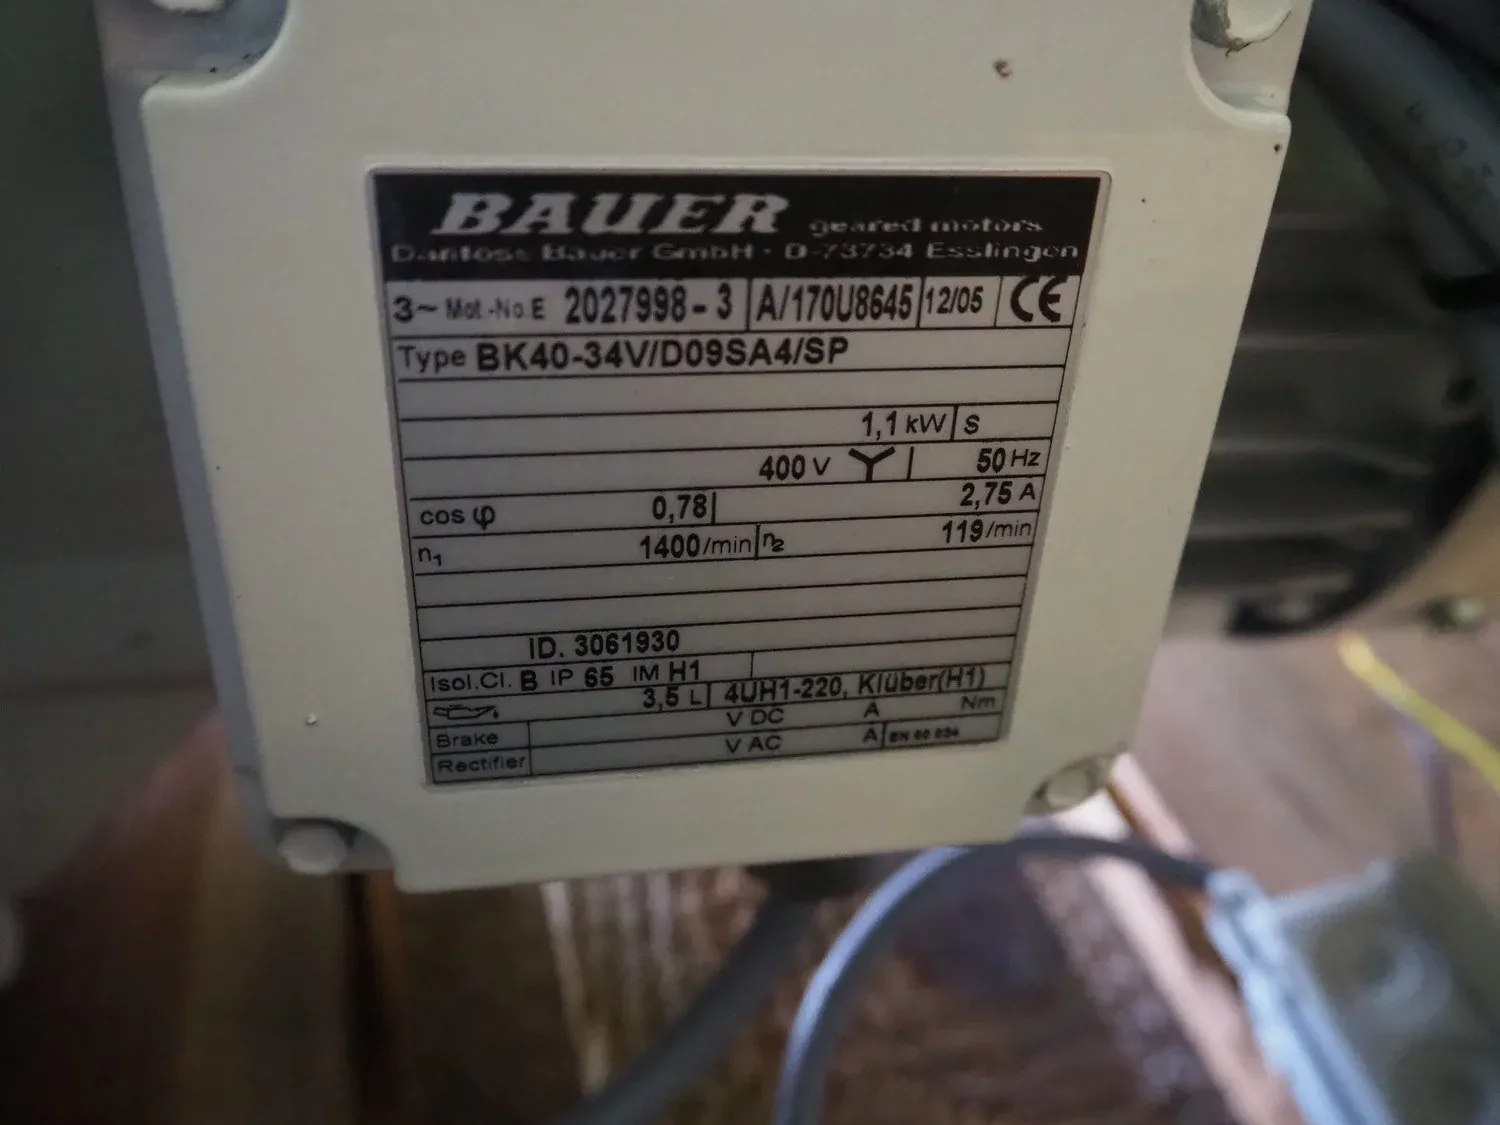 BAUER geared motors
Danfoss Bauer GmbH · D-73734 Esslingen
3~ Mot.-No.E 2027998-3 A/170U8645 12/05 CE
Type BK40-34V/D09SA4/SP
1,1 kW S
400 V 50 Hz
cos φ 0,78 2,75 A
n1 1400/min n2 119/min
ID. 3061930
Isol.Cl. B IP 65 IM H1
3,5 L 4UH1-220, Klüber(H1)
Brake V DC A Nm
Rectifier V AC A EN 60 034